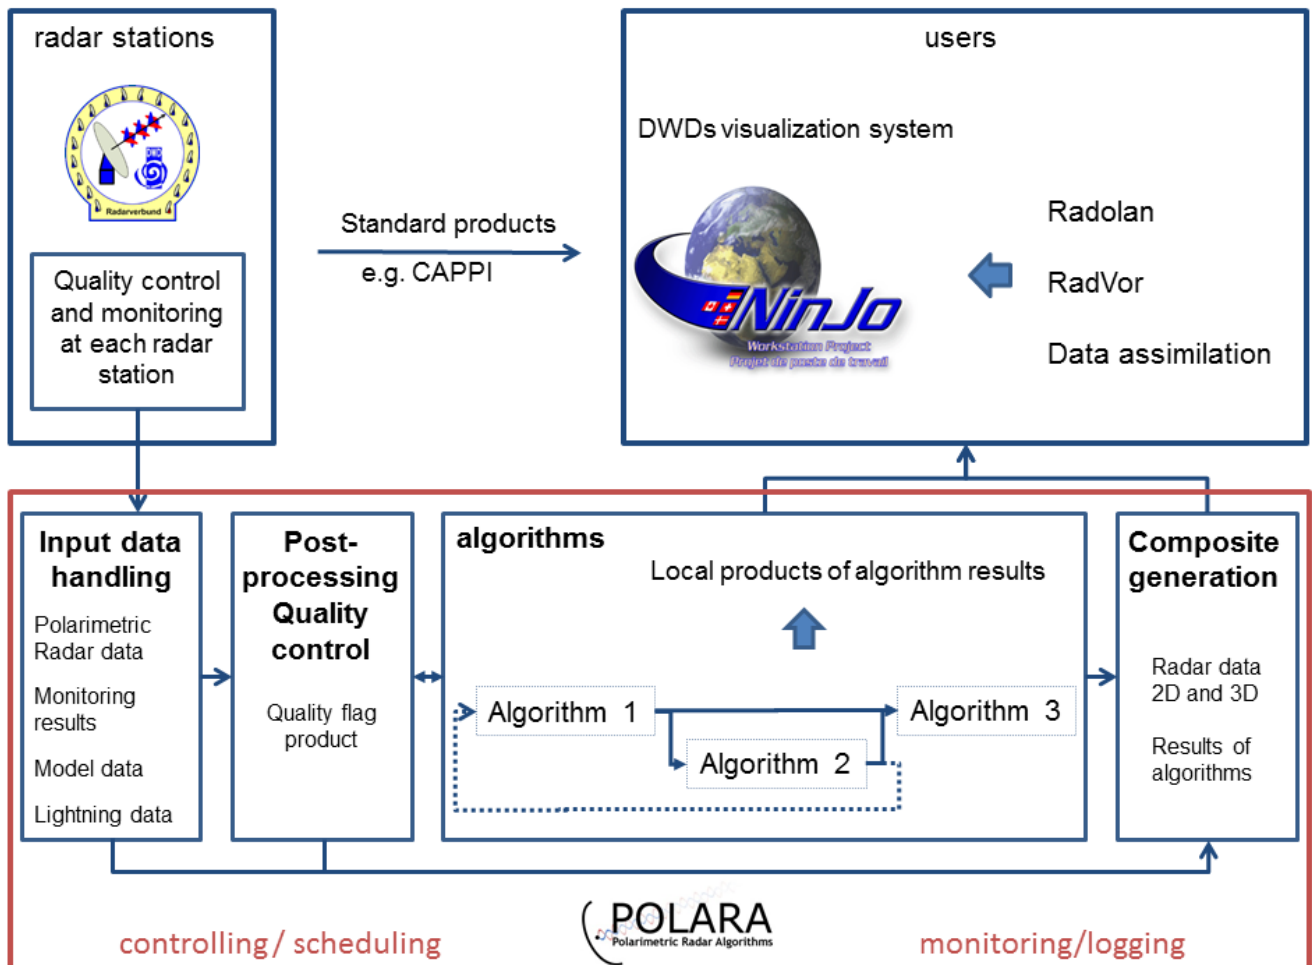 radar stations
Radarverbund
Quality control
and monitoring
at each radar
station
Standard products
e.g. CAPPI
users
DWDs visualization system
NinJo
Workstation Project
Projet de poste de travail
Radolan
RadVor
Data assimilation
Input data
handling
Polarimetric
Radar data
Monitoring
results
Model data
Lightning data
Post-
processing
Quality
control
Quality flag
product
algorithms
Local products of algorithm results
Algorithm 1
Algorithm 2
Algorithm 3
Composite
generation
Radar data
2D and 3D
Results of
algorithms
controlling / scheduling
POLARA
Polarimetric Radar Algorithms
monitoring/logging